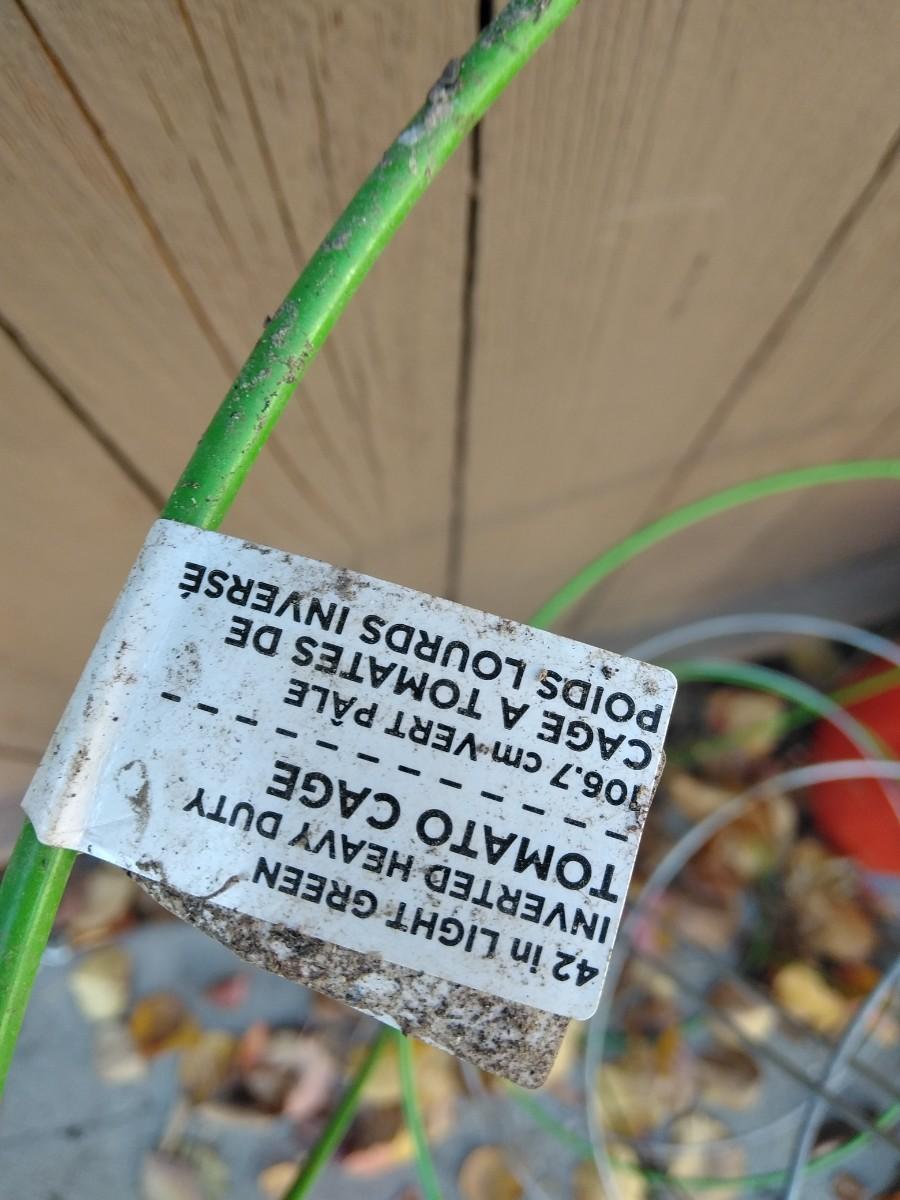 42 in LIGHT GREEN
INVERTED HEAVY DUTY
TOMATO CAGE
106.7 cm VERT PÂLE
CAGE A TOMATES DE
POIDS LOURDS INVERSÉ